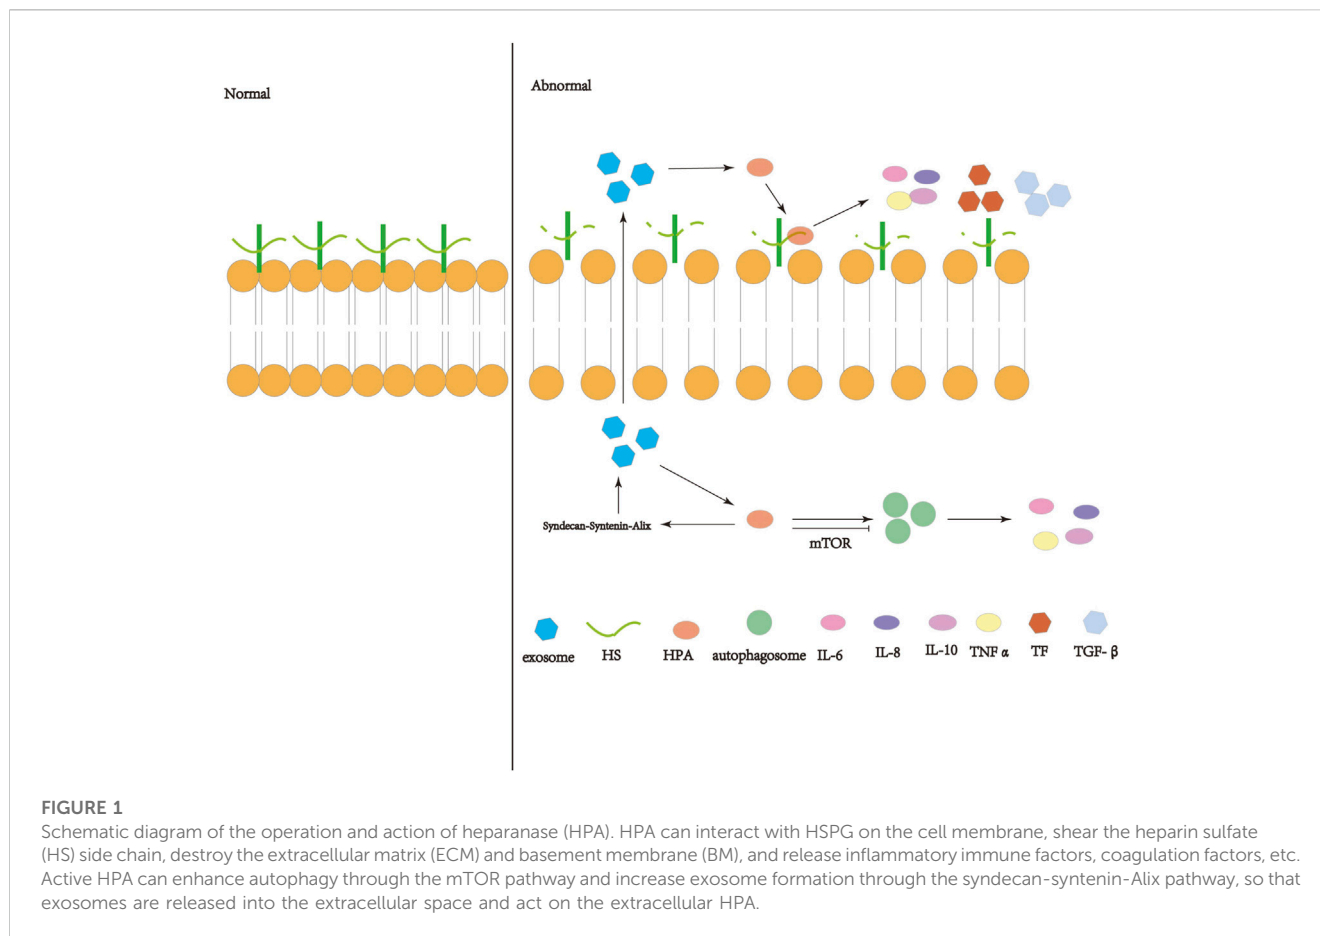 Normal
Abnormal
Syndecan-Syntenin-Alix
mTOR
exosome
HS
HPA
autophagosome
IL-6
IL-8
IL-10
TNF α
TF
TGF- β
FIGURE 1
Schematic diagram of the operation and action of heparanase (HPA). HPA can interact with HSPG on the cell membrane, shear the heparin sulfate
(HS) side chain, destroy the extracellular matrix (ECM) and basement membrane (BM), and release inflammatory immune factors, coagulation factors, etc.
Active HPA can enhance autophagy through the mTOR pathway and increase exosome formation through the syndecan-syntenin-Alix pathway, so that
exosomes are released into the extracellular space and act on the extracellular HPA.